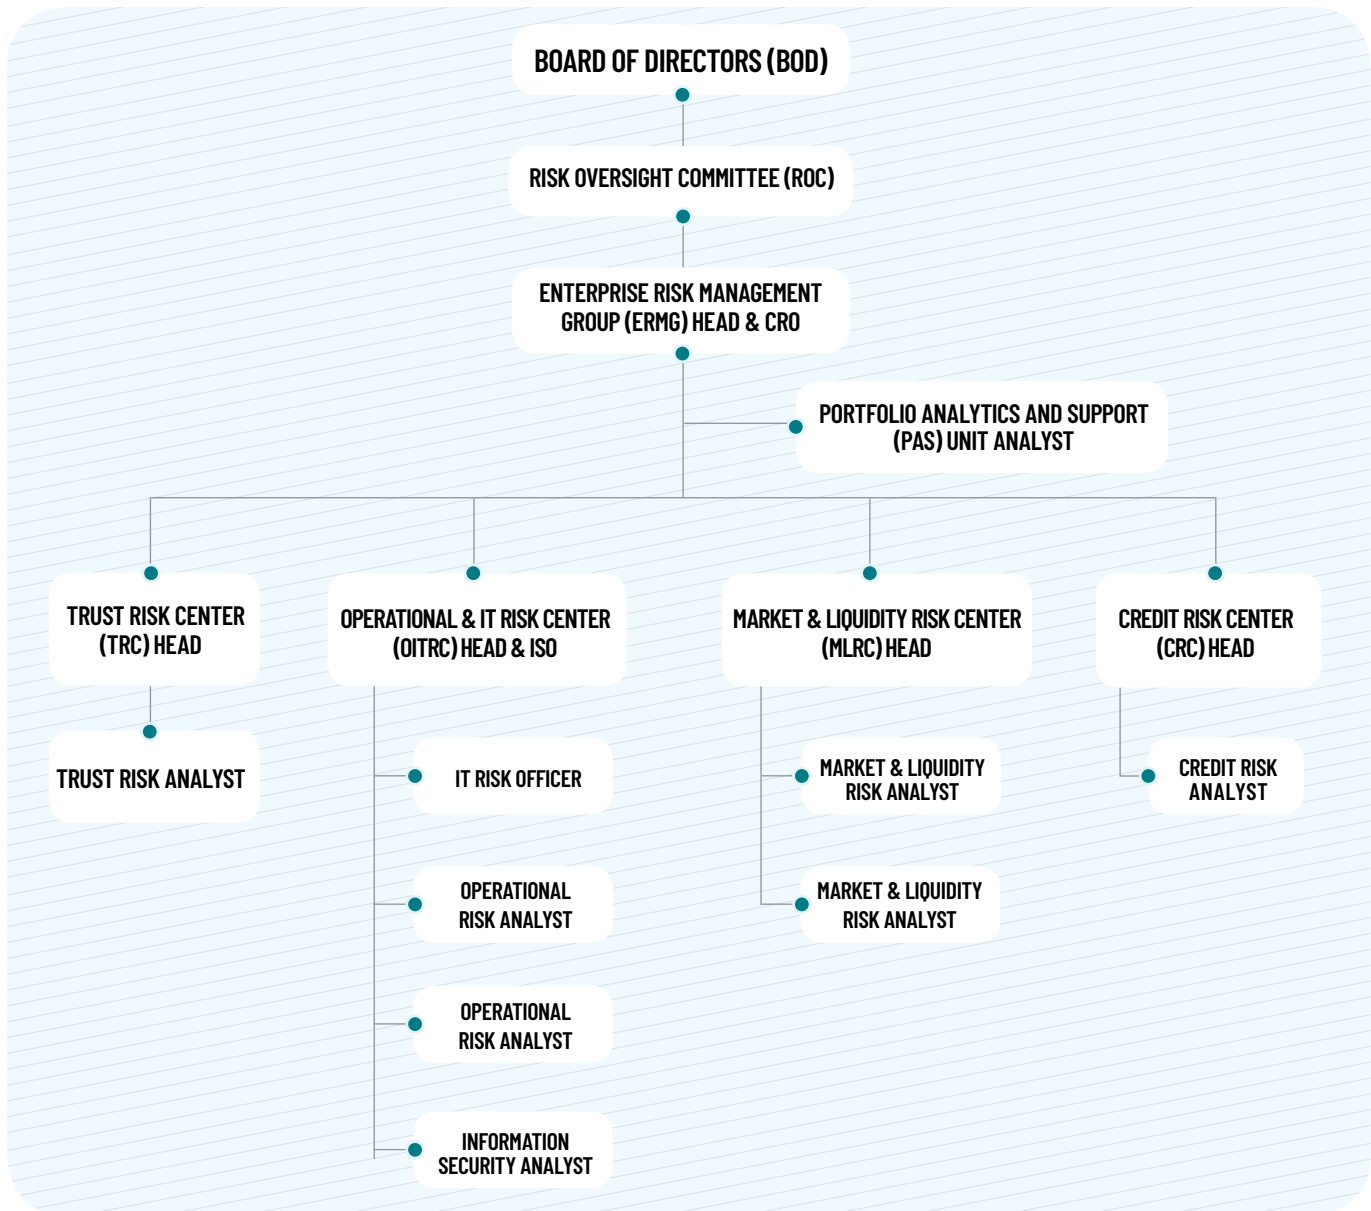 BOARD OF DIRECTORS (BOD)
RISK OVERSIGHT COMMITTEE (ROC)
ENTERPRISE RISK MANAGEMENT
GROUP (ERMG) HEAD & CRO
PORTFOLIO ANALYTICS AND SUPPORT
(PAS) UNIT ANALYST
TRUST RISK CENTER
(TRC) HEAD
OPERATIONAL & IT RISK CENTER
(OITRC) HEAD & ISO
MARKET & LIQUIDITY RISK CENTER
(MLRC) HEAD
CREDIT RISK CENTER
(CRC) HEAD
TRUST RISK ANALYST
IT RISK OFFICER
MARKET & LIQUIDITY
RISK ANALYST
CREDIT RISK
ANALYST
OPERATIONAL
RISK ANALYST
MARKET & LIQUIDITY
RISK ANALYST
OPERATIONAL
RISK ANALYST
INFORMATION
SECURITY ANALYST